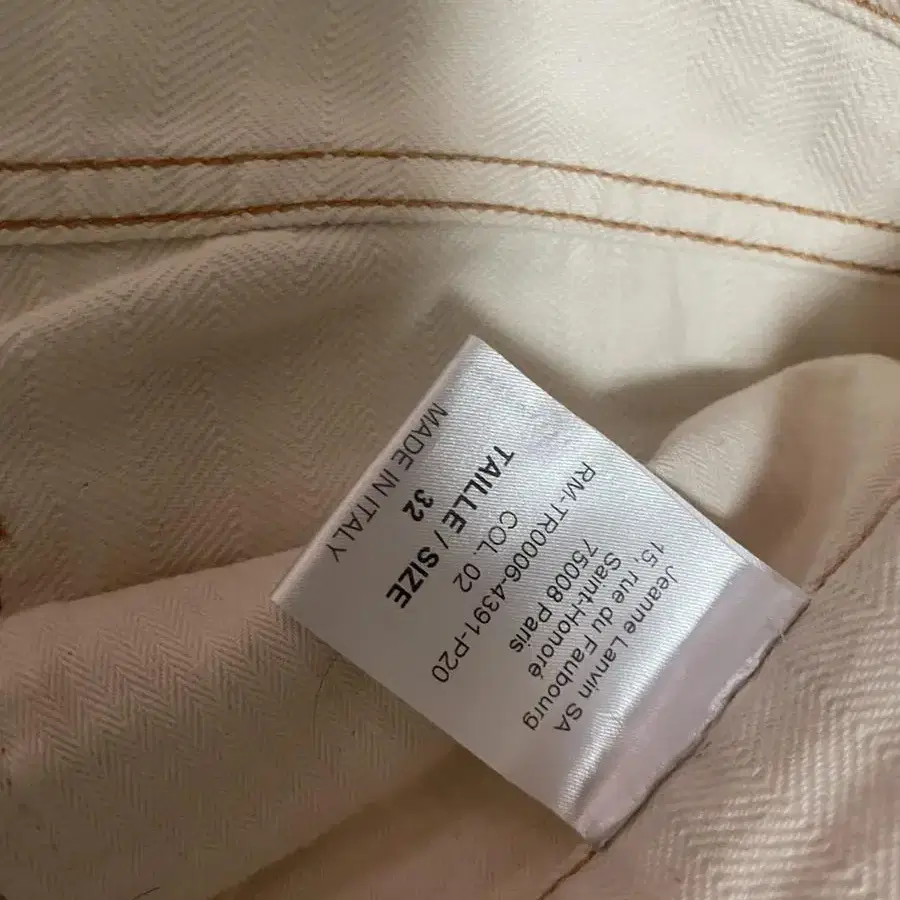 Jeanne Lanvin SA
15, rue du Faubourg
Saint-Honoré
75008 Paris
RM-TR0006-4391-P20
COL. 02
TAILLE / SIZE
32
MADE IN ITALY